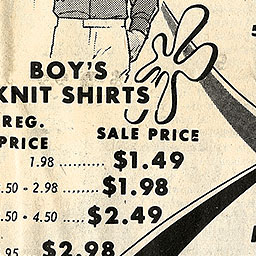 BOY'S
KNIT SHIRTS
REG. PRICE
SALE PRICE
1.98 .......... $1.49
.50 - 2.98 ........ $1.98
.50 - 4.50 ..... $2.49
.95 $2.98